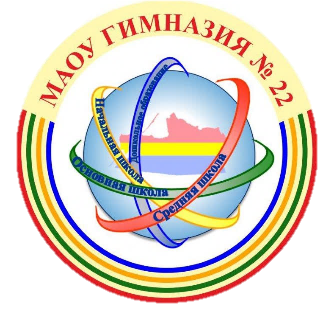 МАОУ ГИМНАЗИЯ № 22
Дошкольное образование
Начальная школа
Основная школа
Средняя школа